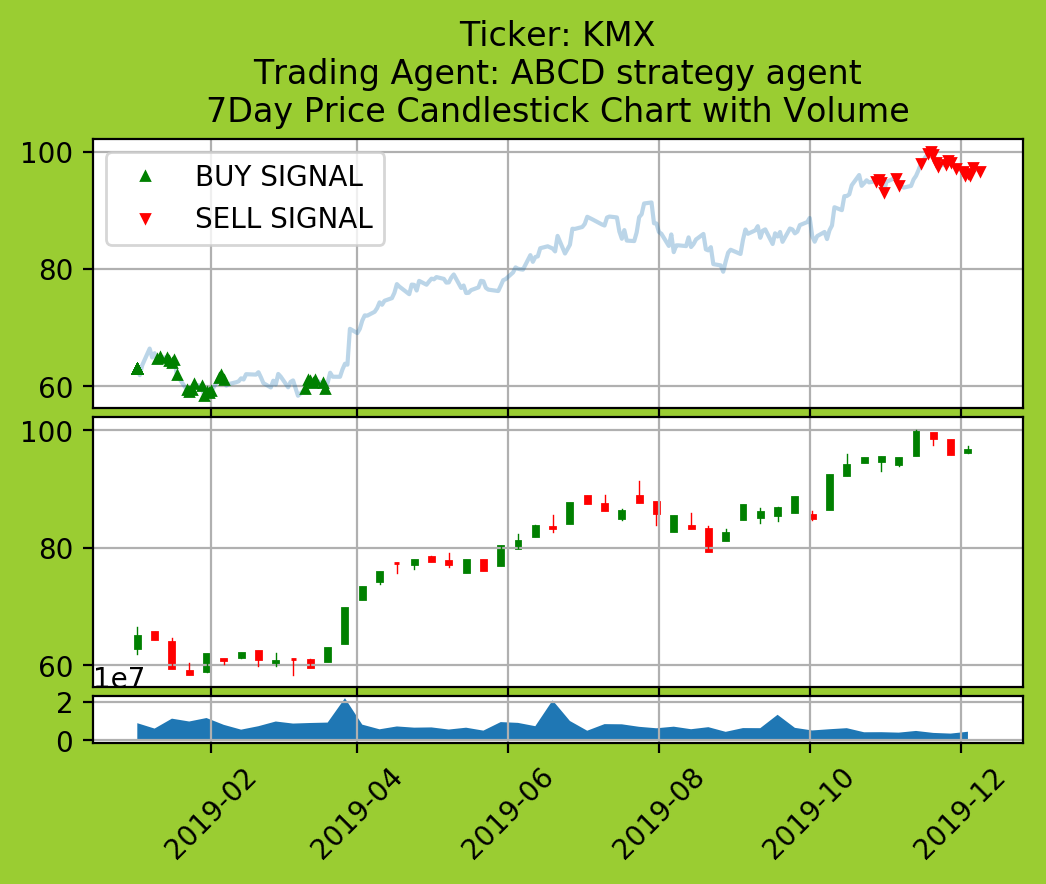 Ticker: KMX
Trading Agent: ABCD strategy agent
7Day Price Candlestick Chart with Volume
100
80
60
BUY SIGNAL
SELL SIGNAL
100
80
60
1e7
2
0
2019-02
2019-04
2019-06
2019-08
2019-10
2019-12